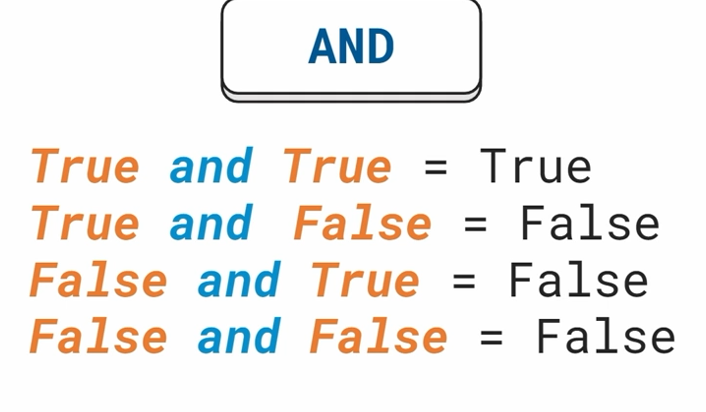 AND
True and True = True
True and False = False
False and True = False
False and False = False